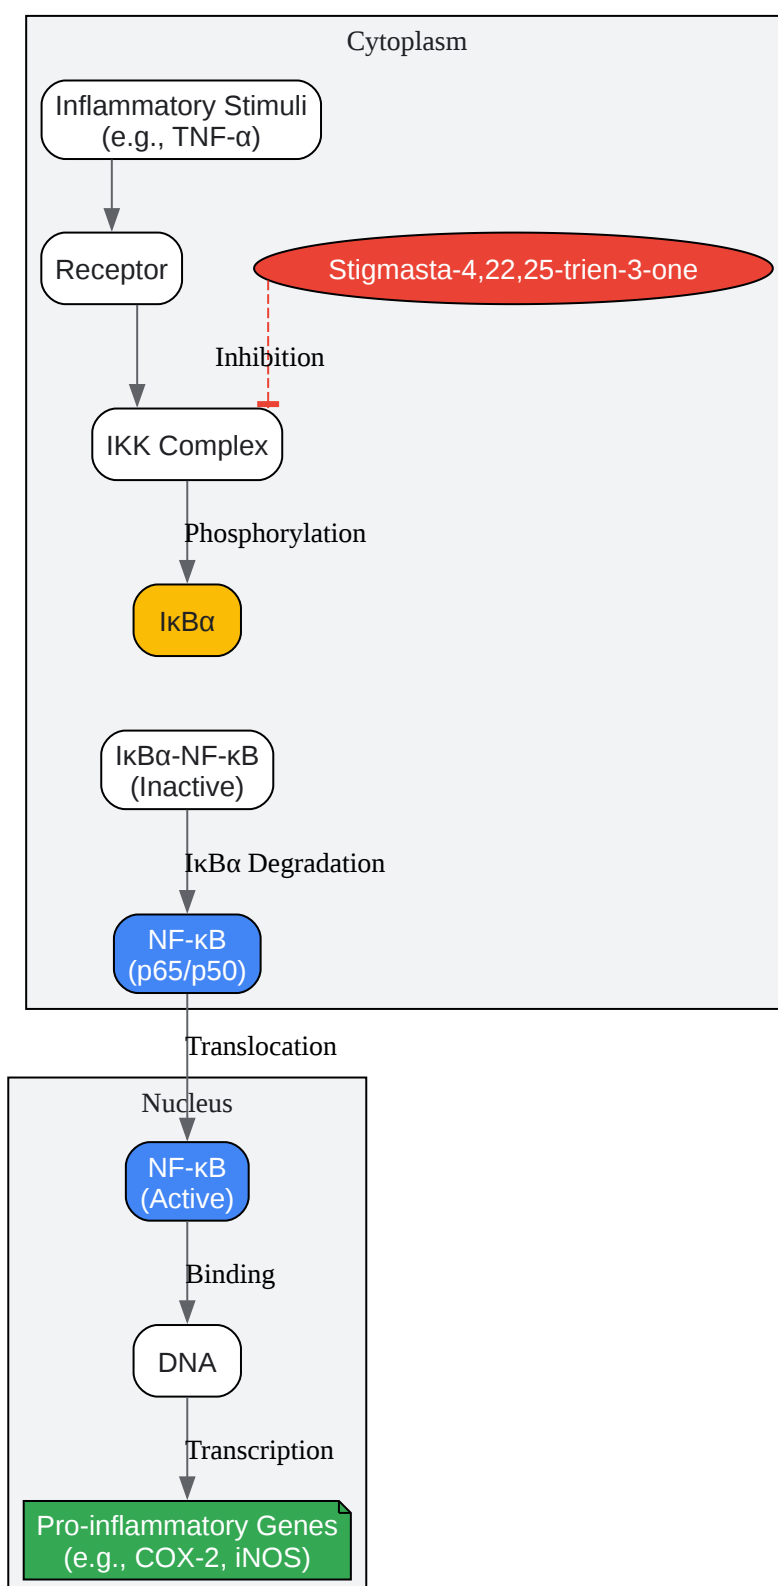 Cytoplasm
Inflammatory Stimuli
(e.g., TNF-α)
Receptor
Stigmasta-4,22,25-trien-3-one
Inhibition
IKK Complex
Phosphorylation
IκBα
IκBα-NF-κB
(Inactive)
IκBα Degradation
NF-κB
(p65/p50)
Translocation
Nucleus
NF-κB
(Active)
Binding
DNA
Transcription
Pro-inflammatory Genes
(e.g., COX-2, iNOS)